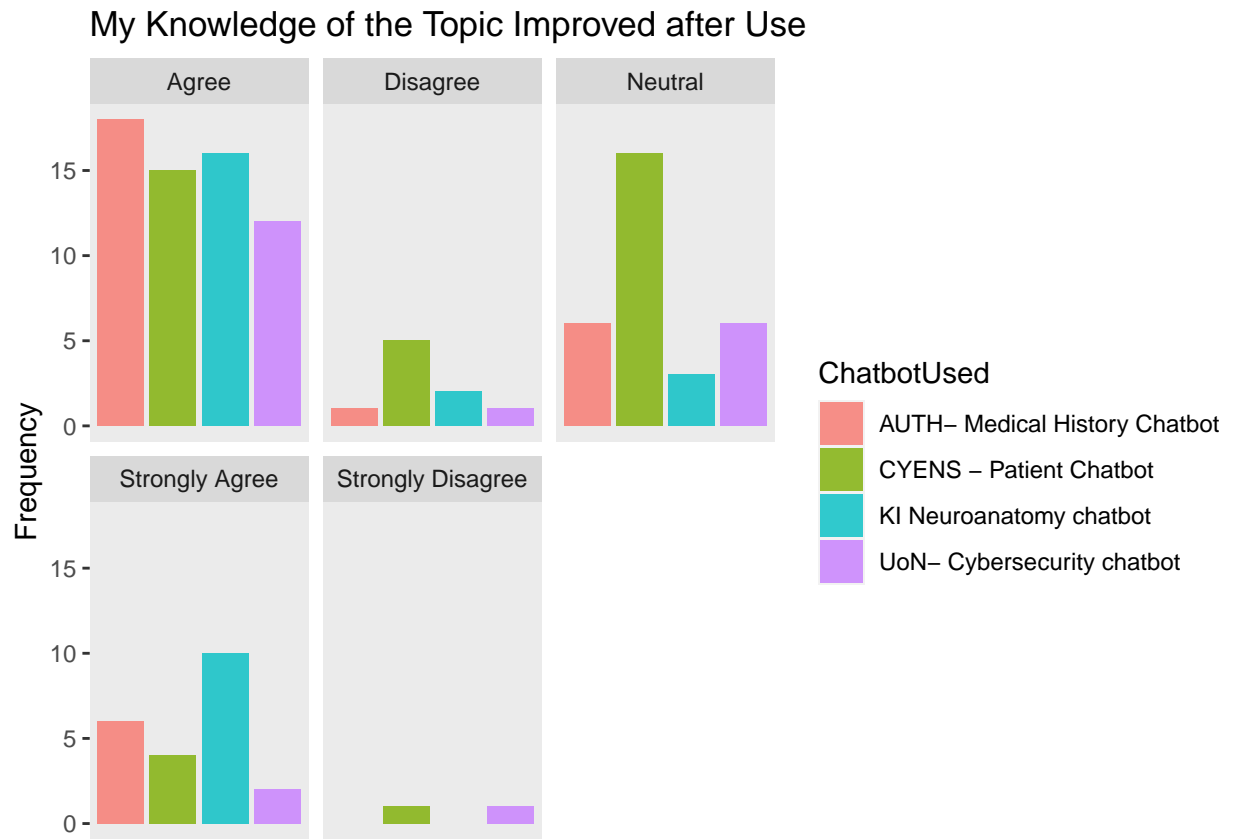 My Knowledge of the Topic Improved after Use
Agree
Disagree
Neutral
15
10
5
0
Frequency
Strongly Agree
Strongly Disagree
15
10
5
0
ChatbotUsed
AUTH– Medical History Chatbot
CYENS – Patient Chatbot
KI Neuroanatomy chatbot
UoN– Cybersecurity chatbot